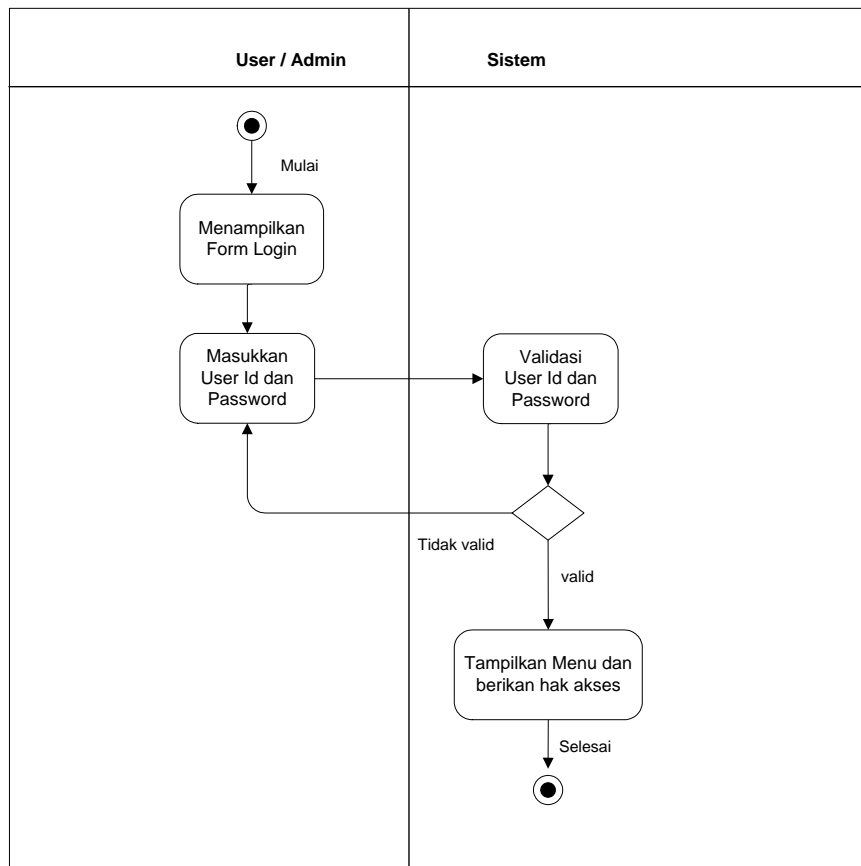 User / Admin
Sistem
Mulai
Menampilkan
Form Login
Masukkan
User Id dan
Password
Validasi
User Id dan
Password
Tidak valid
valid
Tampilkan Menu dan
berikan hak akses
Selesai